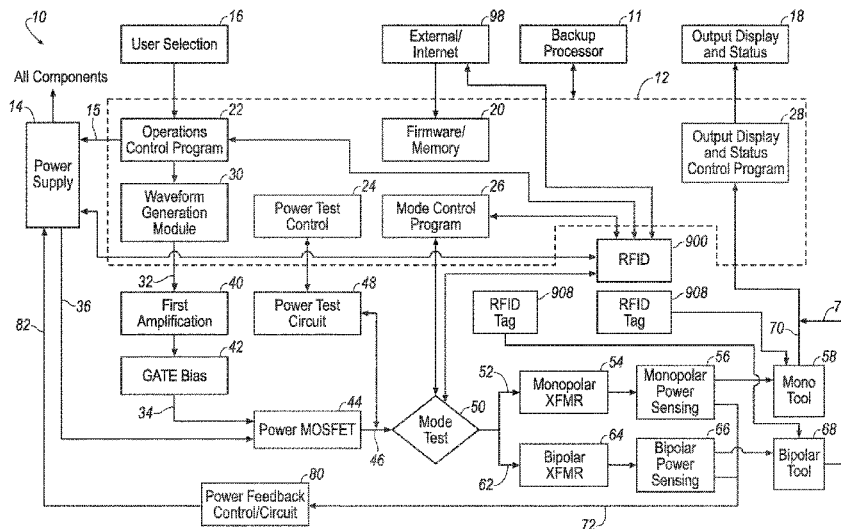 10
16
User Selection
98
External/
Internet
11
Backup
Processor
18
Output Display
and Status
All Components
14
15
12
22
Operations
Control Program
20
Firmware/
Memory
28
Output Display
and Status
Control Program
Power
Supply
30
Waveform
Generation
Module
24
Power Test
Control
26
Mode Control
Program
900
RFID
32
36
82
40
First
Amplification
48
Power Test
Circuit
908
RFID
Tag
908
RFID
Tag
70
42
GATE Bias
34
44
Power MOSFET
46
50
Mode
Test
52
54
Monopolar
XFMR
56
Monopolar
Power
Sensing
58
Mono
Tool
62
64
Bipolar
XFMR
66
Bipolar
Power
Sensing
68
Bipolar
Tool
80
Power Feedback
Control/Circuit
72